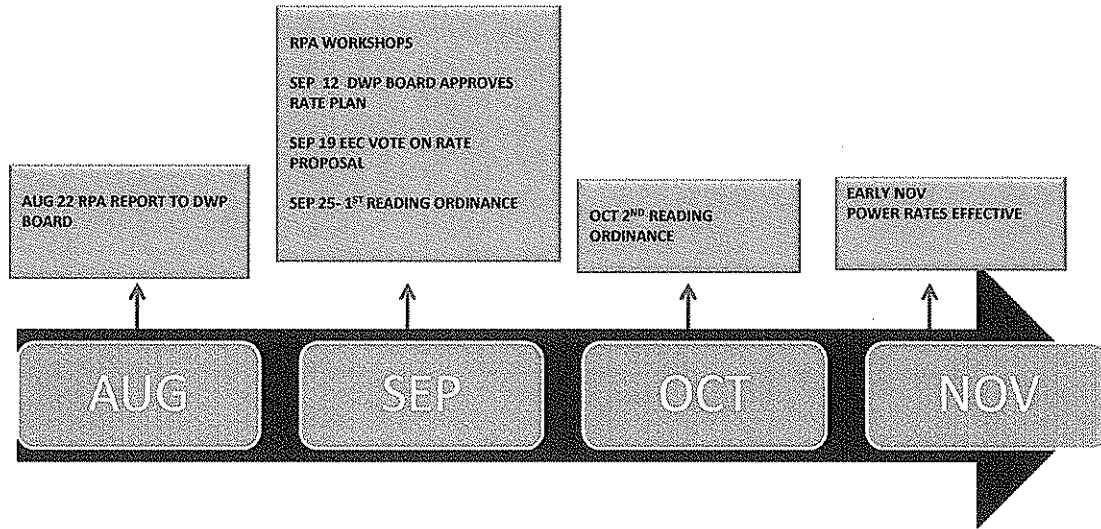 RPA WORKSHOPS
SEP 12 DWP BOARD APPROVES
RATE PLAN
SEP 19 EEC VOTE ON RATE
PROPOSAL
SEP 25- 1ST READING ORDINANCE
AUG 22 RPA REPORT TO DWP
BOARD
OCT 2ND READING
ORDINANCE
EARLY NOV
POWER RATES EFFECTIVE
AUG
SEP
OCT
NOV